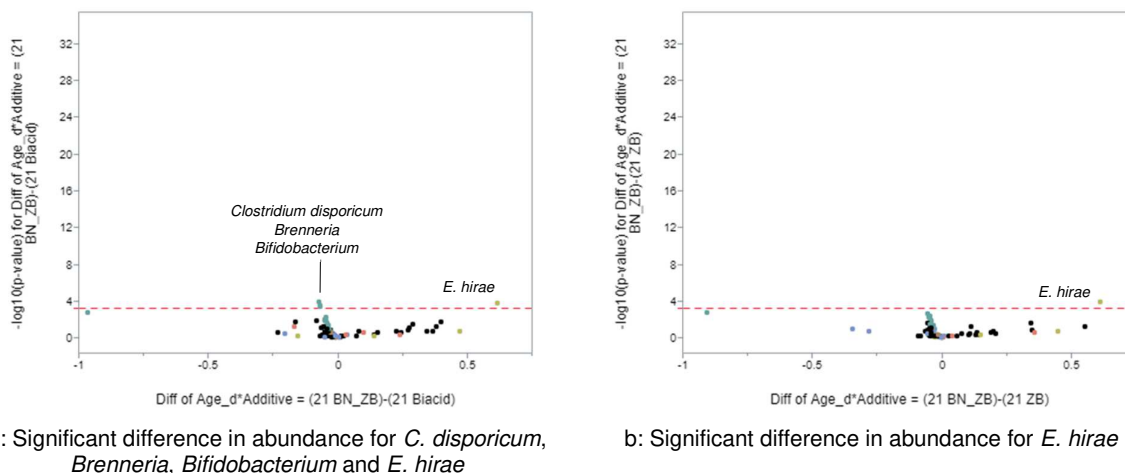 32
28
24
20
16
12
8
4
0
-log10(p-value) for Diff of Age_d*Additive = (21
BN_ZB)-(21 Biacid)
Clostridium disporicum
Brenneria
Bifidobacterium
E. hirae
-1
-0.5
0
0.5
Diff of Age_d*Additive = (21 BN_ZB)-(21 Biacid)
: Significant difference in abundance for C. disporicum,
Brenneria, Bifidobacterium and E. hirae
32
28
24
20
16
12
8
4
0
-log10(p-value) for Diff of Age_d*Additive = (21
BN_ZB)-(21 ZB)
E. hirae
-1
-0.5
0
0.5
Diff of Age_d*Additive = (21 BN_ZB)-(21 ZB)
b: Significant difference in abundance for E. hirae